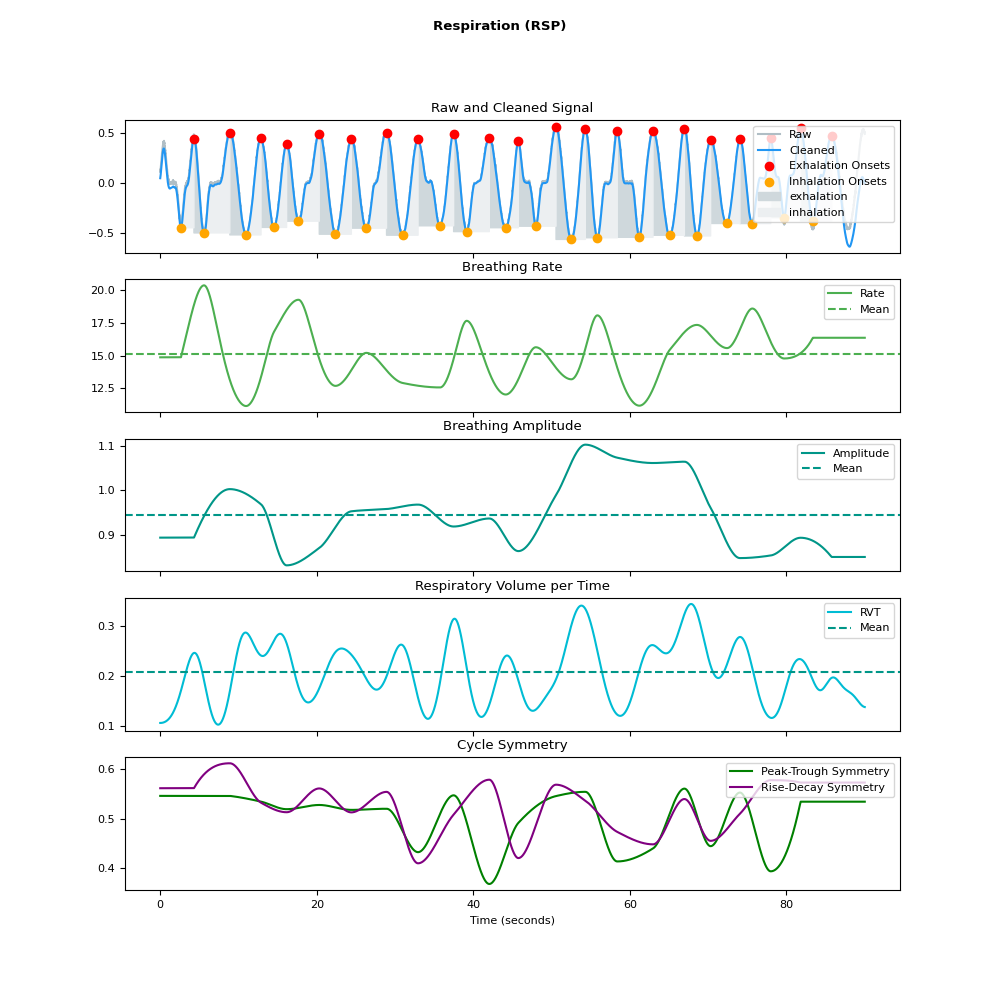 Respiration (RSP)
Raw and Cleaned Signal
0.5
0.0
−0.5
Raw
Cleaned
Exhalation Onsets
Inhalation Onsets
exhalation
inhalation
Breathing Rate
20.0
17.5
15.0
12.5
Rate
Mean
Breathing Amplitude
1.1
1.0
0.9
Amplitude
Mean
Respiratory Volume per Time
0.3
0.2
0.1
RVT
Mean
Cycle Symmetry
0.6
0.5
0.4
Peak-Trough Symmetry
Rise-Decay Symmetry
0 20 40 60 80
Time (seconds)